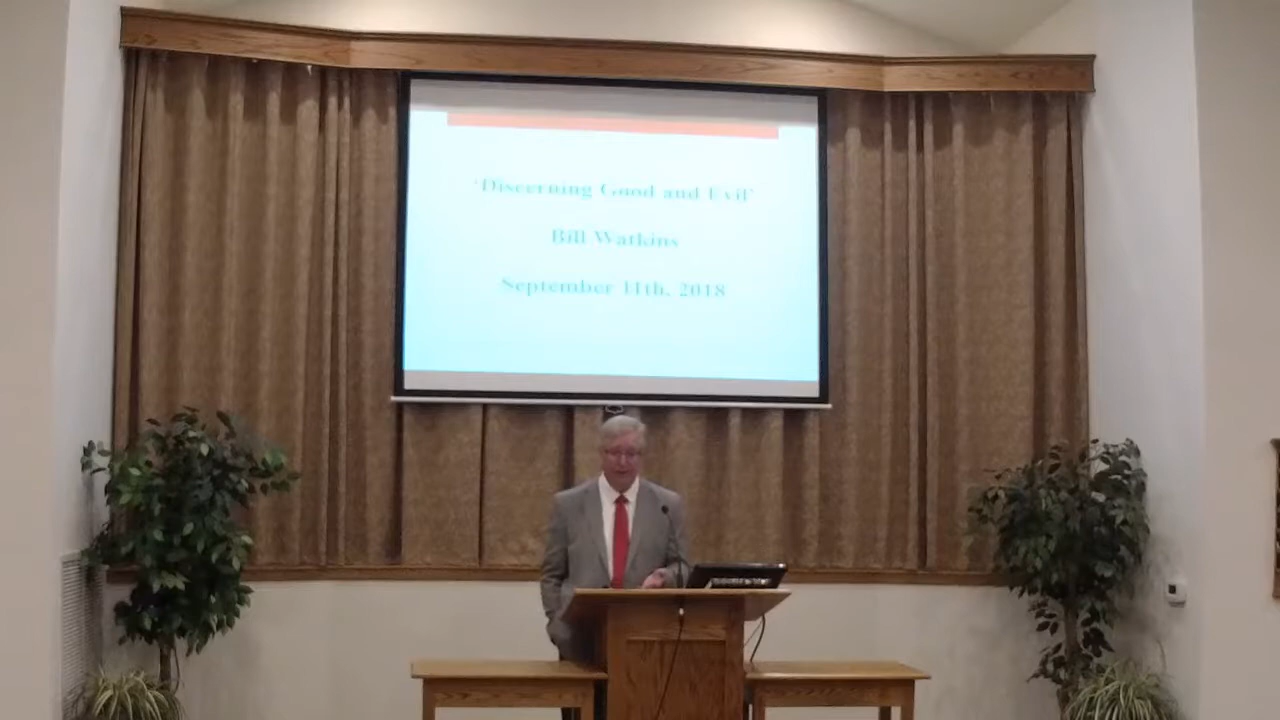 'Discerning Good and Evil'
Bill Watkins
September 11th, 2018